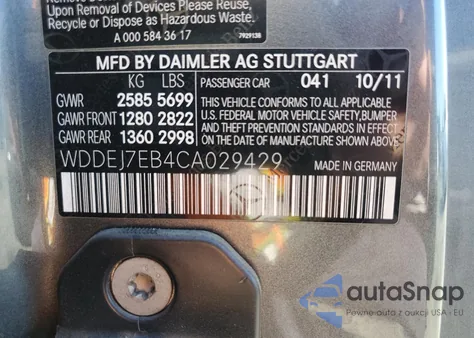 Upon Removal of Devices Please Reuse,
Recycle or Dispose as Hazardous Waste.
A 000 584 36 17 7929138
MFD BY DAIMLER AG STUTTGART
KG LBS PASSENGER CAR 041 10/11
GVWR 2585 5699 THIS VEHICLE CONFORMS TO ALL APPLICABLE
GAWR FRONT 1280 2822 U.S. FEDERAL MOTOR VEHICLE SAFETY, BUMPER,
GAWR REAR 1360 2998 AND THEFT PREVENTION STANDARDS IN EFFECT ON THE
DATE OF MANUFACTURE SHOWN ABOVE.
WDDEJ7EB4CA029429 MADE IN GERMANY
autoSnap
Pewne auta z aukcji USA - EU